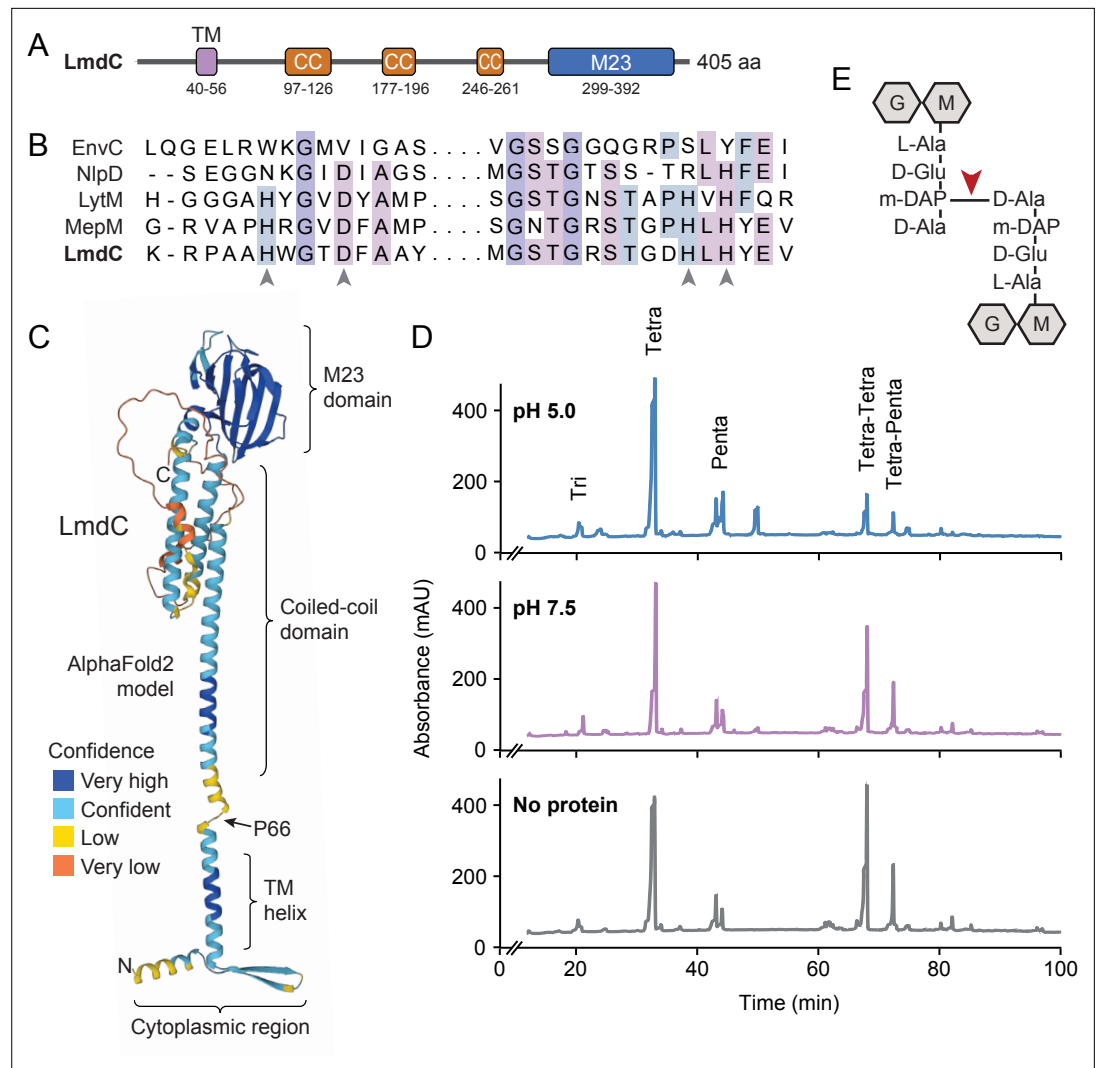 A
TM
LmdC
CC
CC
CC
M23
405 aa
40-56
97-126
177-196
246-261
299-392
B
EnvC LQGELRWKGMVIGAS....VGSSGGQGRPSLYFEI
NlpD --SEGGNKGIDIAGS....MGSTGTSS-TRLHFEI
LytM H-GGGAHYGVDYAMP....SGSTGNSTAPHVHFQR
MepM G-RVAPHRGVDFAMP....SGNTGRSTGPHLHYEV
LmdC K-RPAAHWGTDFAAY....MGSTGRSTGDHLHYEV
E
G M
L-Ala
D-Glu
m-DAP D-Ala
D-Ala m-DAP
D-Glu
L-Ala
G M
C
M23
domain
C
LmdC
Coiled-coil
domain
AlphaFold2
model
Confidence
Very high
Confident
Low
Very low
P66
TM
helix
N
Cytoplasmic region
D
Tri
Tetra
Penta
Tetra-Tetra
Tetra-Penta
pH 5.0
400
200
0
pH 7.5
400
200
0
No protein
400
200
0
Absorbance (mAU)
0 20 40 60 80 100
Time (min)